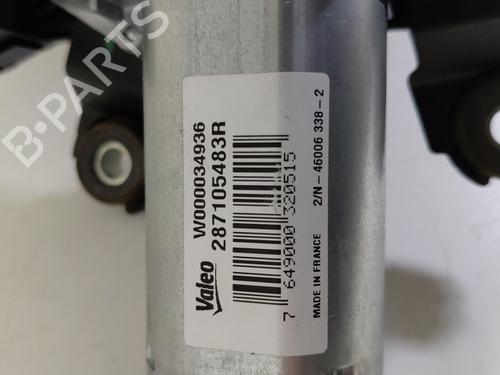 Valeo
W000034936
287105483R
7 649000 320515
MADE IN FRANCE
2/N - 46006 338 - 2
B-PARTS